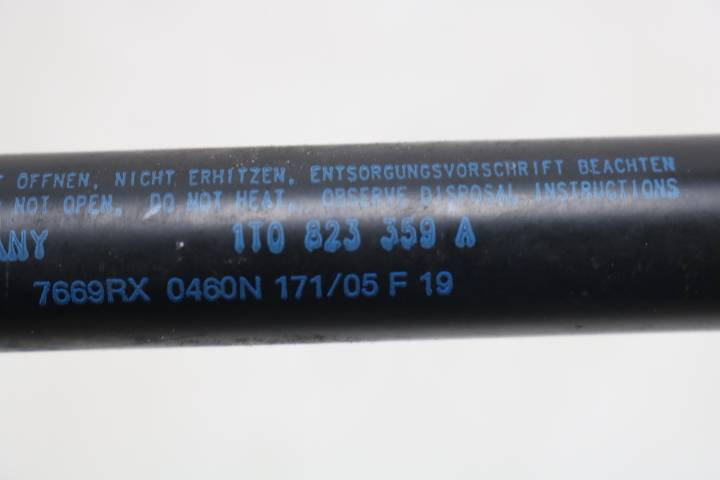 ÖFFNEN, NICHT ERHITZEN, ENTSORGUNGSVORSCHRIFT BEACHTEN
NOT OPEN, DO NOT HEAT, OBSERVE DISPOSAL INSTRUCTIONS
ANY 1T0 823 359 A
7669RX 0460N 171/05 F 19